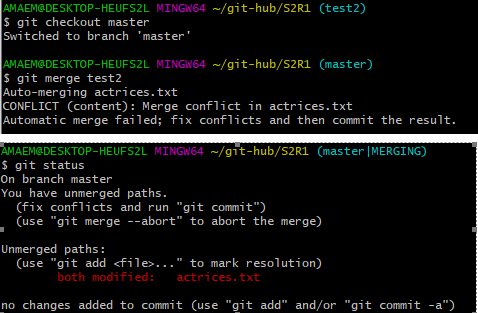 AMAEM@DESKTOP-HEUFS2L MINGW64 ~/git-hub/S2R1 (test2)
$ git checkout master
Switched to branch 'master'
AMAEM@DESKTOP-HEUFS2L MINGW64 ~/git-hub/S2R1 (master)
$ git merge test2
Auto-merging actrices.txt
CONFLICT (content): Merge conflict in actrices.txt
Automatic merge failed; fix conflicts and then commit the result.
AMAEM@DESKTOP-HEUFS2L MINGW64 ~/git-hub/S2R1 (master|MERGING)
$ git status
On branch master
You have unmerged paths.
  (fix conflicts and run "git commit")
  (use "git merge --abort" to abort the merge)
Unmerged paths:
  (use "git add <file>..." to mark resolution)
        both modified:   actrices.txt
no changes added to commit (use "git add" and/or "git commit -a")